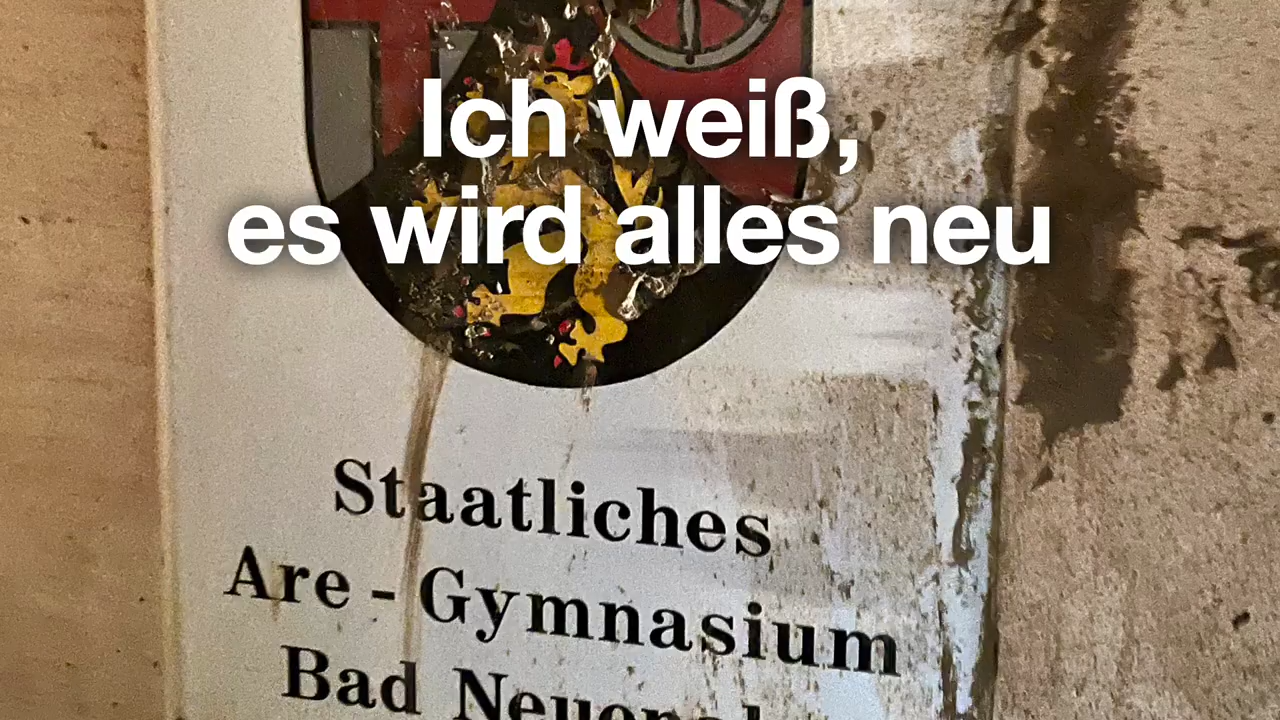 Ich weiß,
es wird alles neu
Staatliches
Are - Gymnasium
Bad